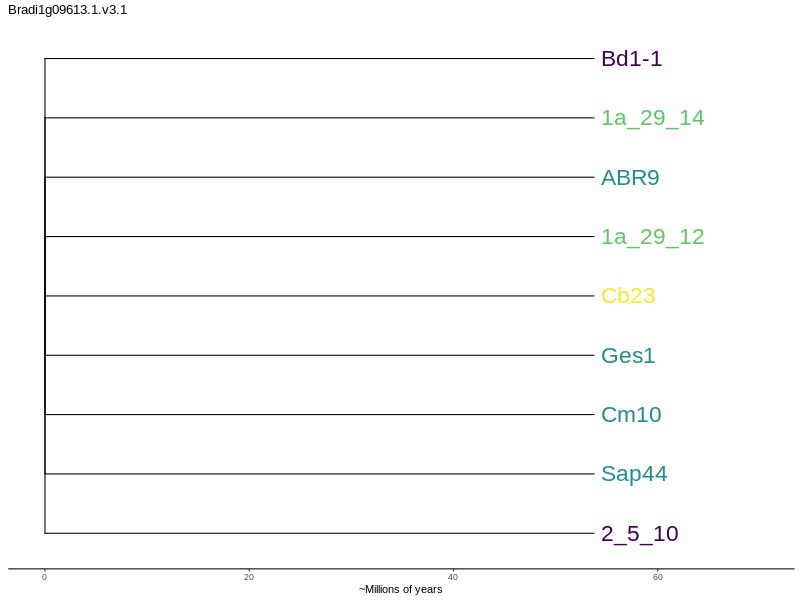 Bradi1g09613.1.v3.1
Bd1-1
1a_29_14
ABR9
1a_29_12
Cb23
Ges1
Cm10
Sap44
2_5_10
0 20 40 60
~Millions of years